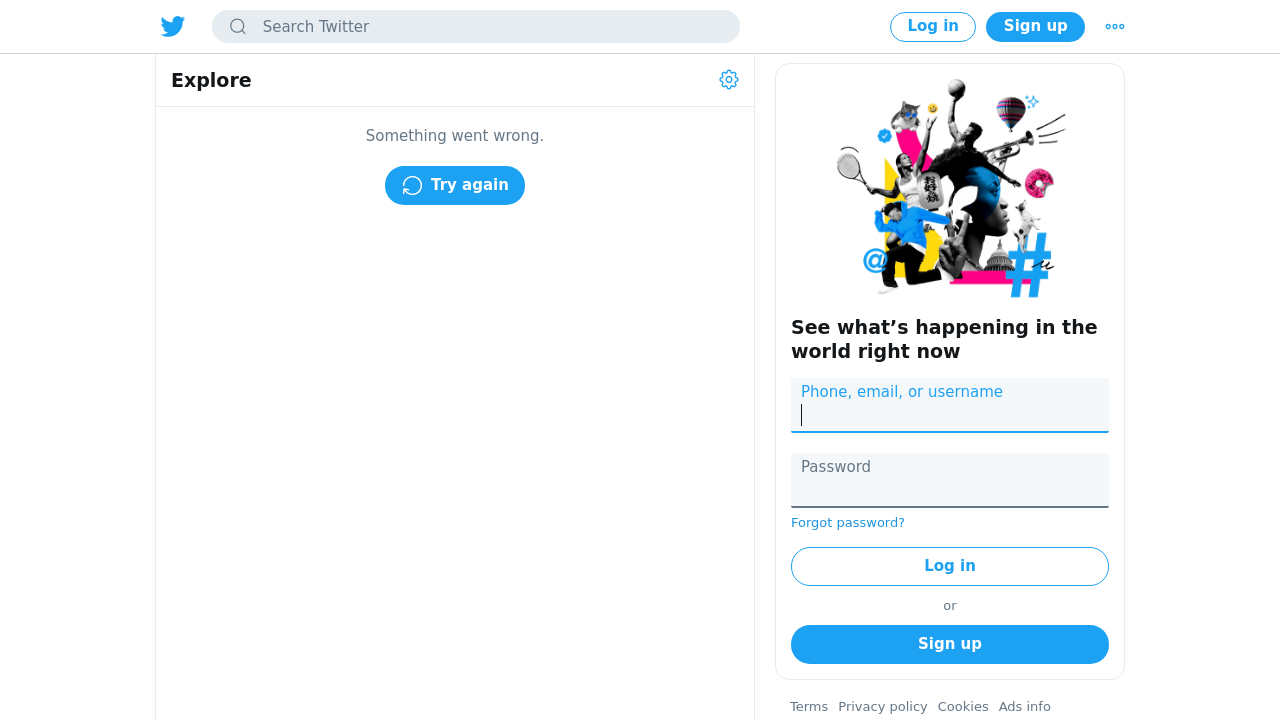 Search Twitter
Log in
Sign up
Explore
Something went wrong.
Try again
@
#
See what’s happening in the
world right now
Phone, email, or username
Password
Forgot password?
Log in
or
Sign up
Terms Privacy policy Cookies Ads info